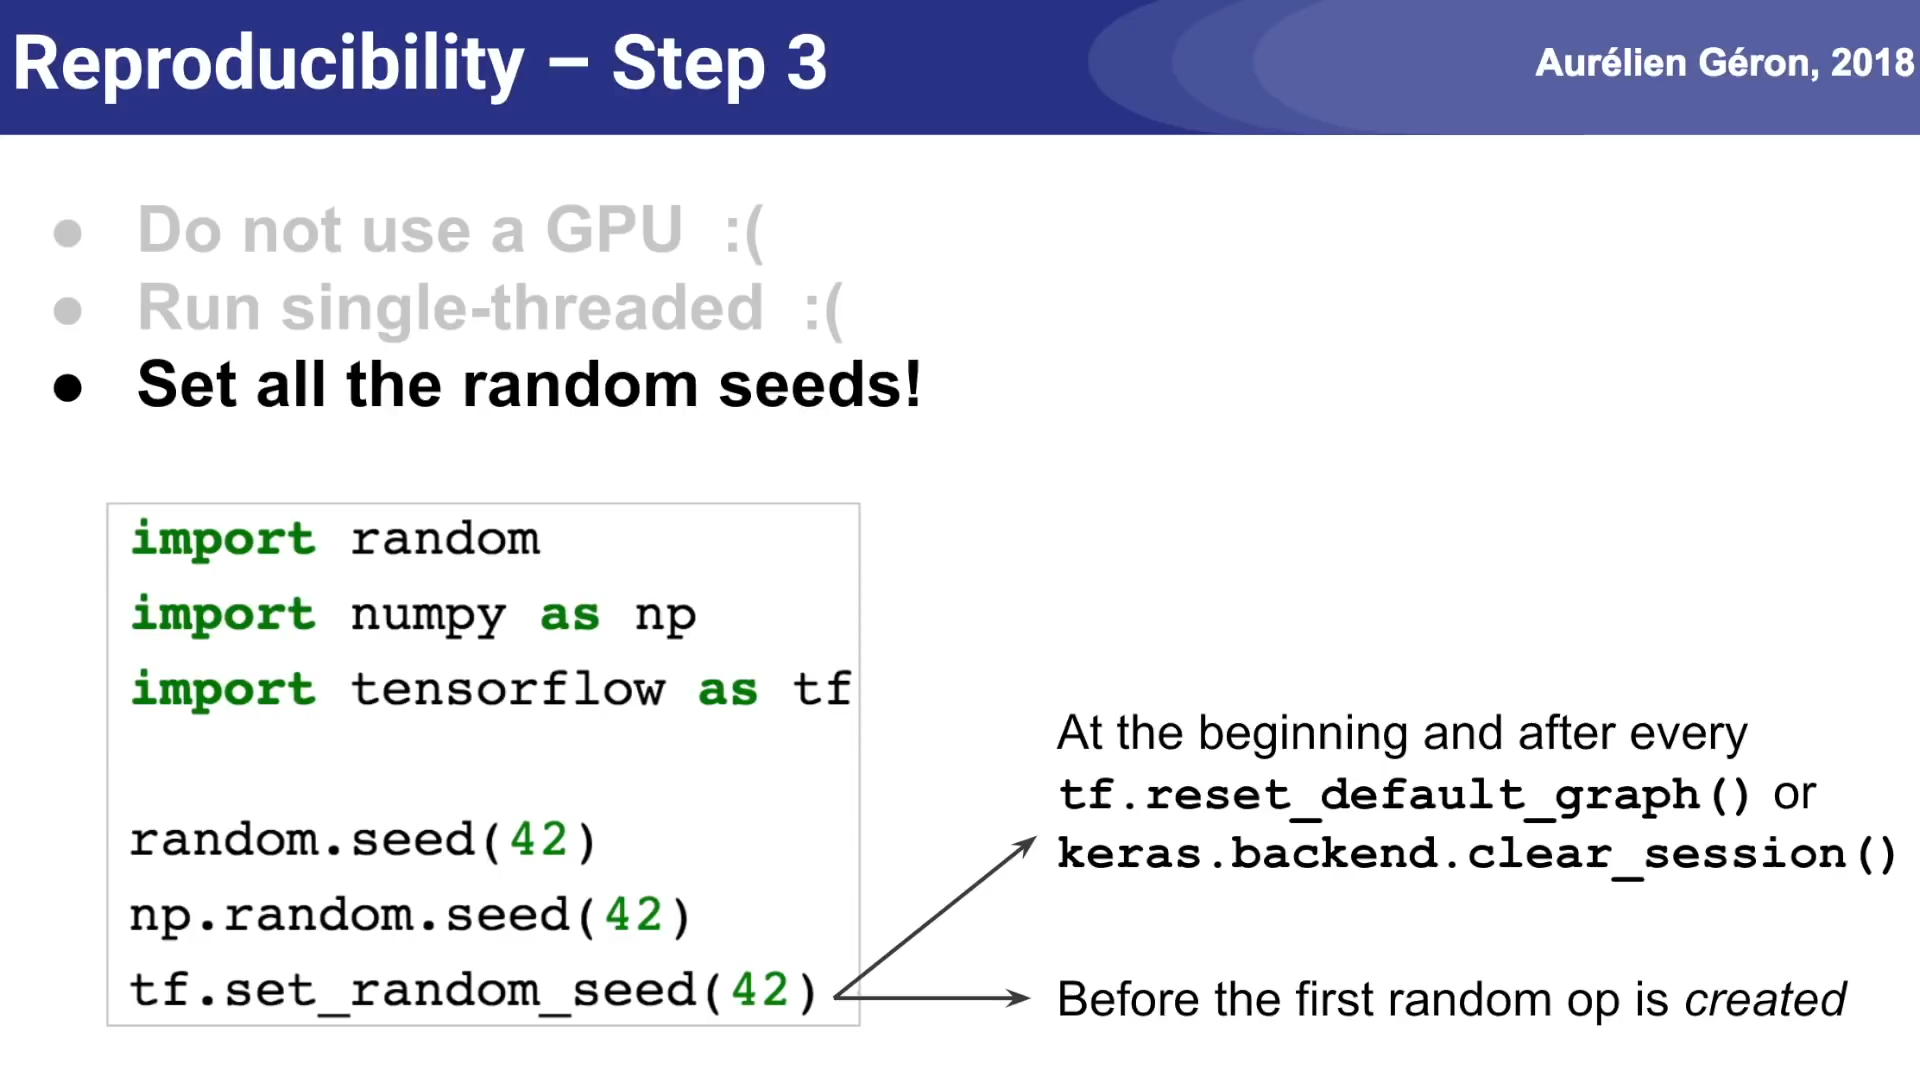 Reproducibility – Step 3
Aurélien Géron, 2018
● Do not use a GPU :(
● Run single-threaded :(
● Set all the random seeds!
import random
import numpy as np
import tensorflow as tf
random.seed(42)
np.random.seed(42)
tf.set_random_seed(42)
At the beginning and after every
tf.reset_default_graph() or
keras.backend.clear_session()
Before the first random op is created